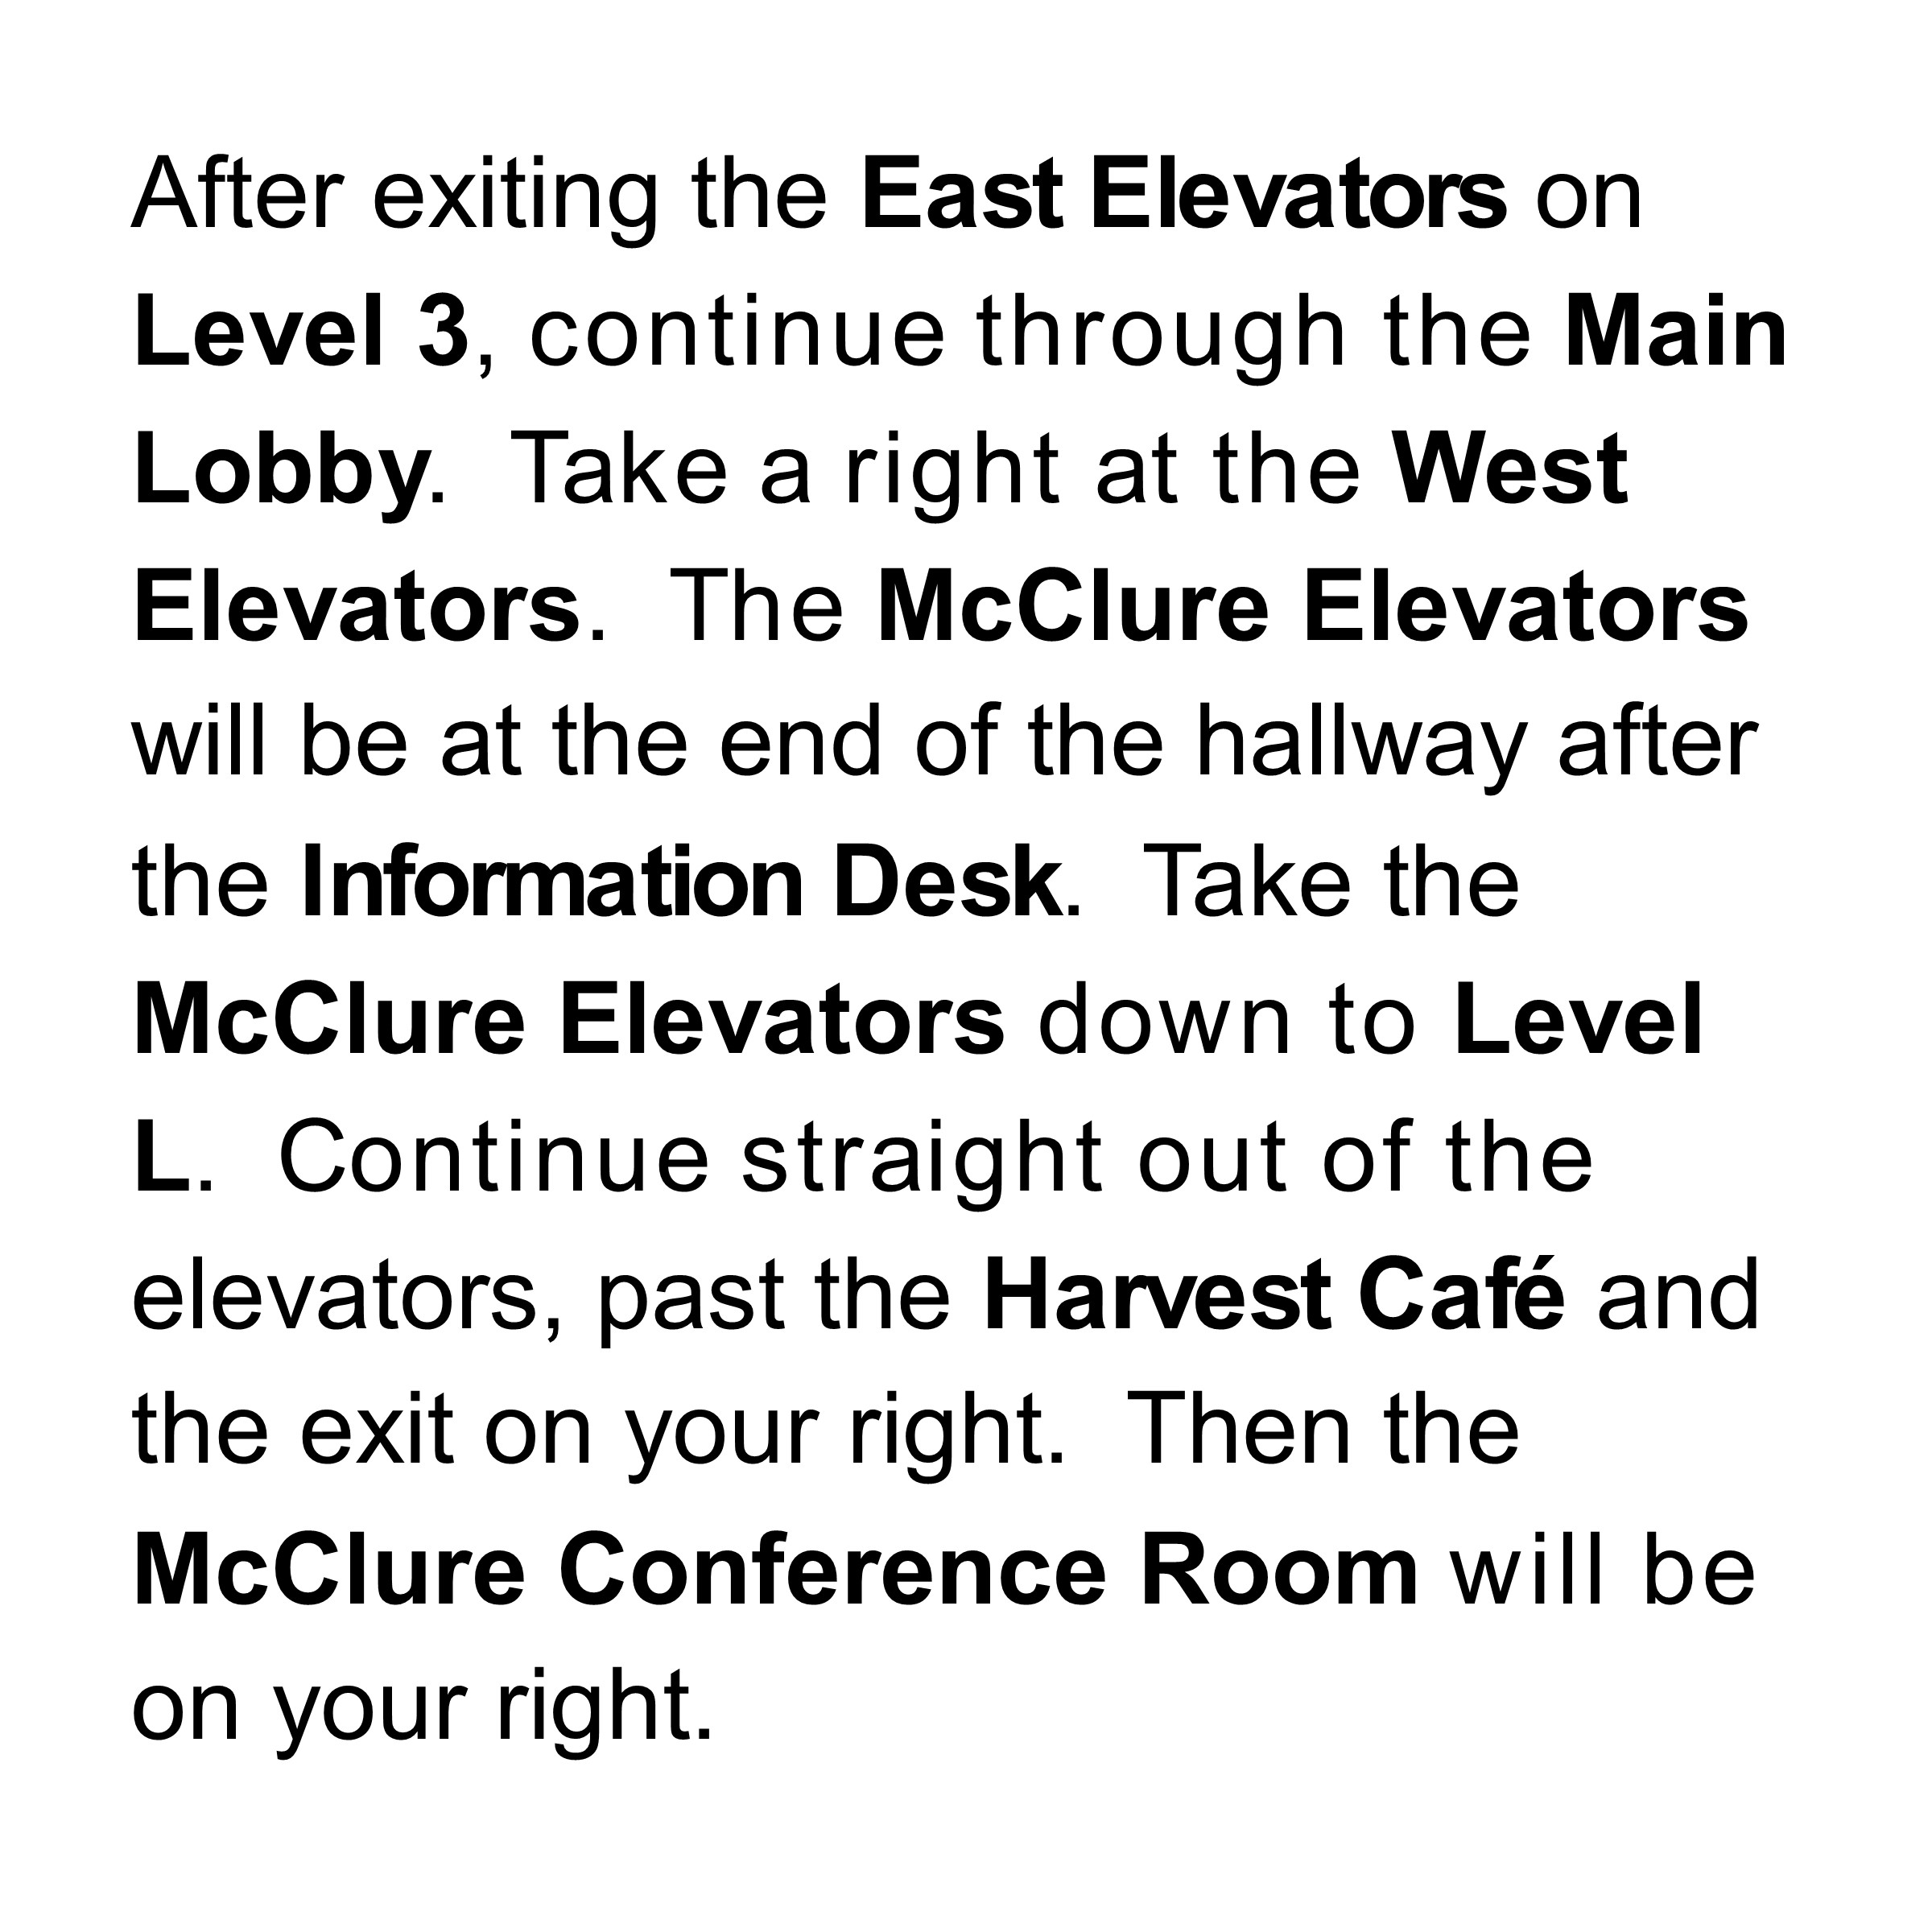 After exiting the East Elevators on
Level 3, continue through the Main
Lobby. Take a right at the West
Elevators. The McClure Elevators
will be at the end of the hallway after
the Information Desk. Take the
McClure Elevators down to Level
L. Continue straight out of the
elevators, past the Harvest Café and
the exit on your right. Then the
McClure Conference Room will be
on your right.